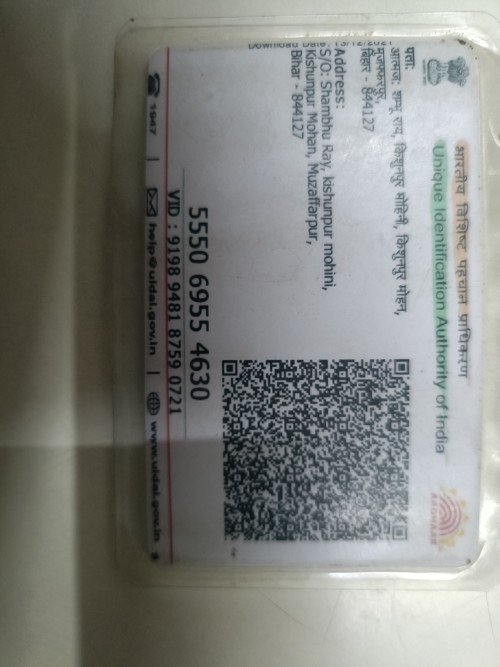 भारतीय विशिष्ट पहचान प्राधिकरण
Unique Identification Authority of India
AADHAAR
पता:
आत्मज: शम्भू राय, किशुनपुर मोहिनी, किशुनपुर मोहन,
मुजफ्फरपुर,
बिहार - 844127
Address:
S/O: Shambhu Ray, kishunpur mohini,
Kishunpur Mohan, Muzaffarpur,
Bihar - 844127
Download Date: 13/12/2021
5550 6955 4630
VID : 9198 9481 8759 0721
1947 | help@uidai.gov.in | www.uidai.gov.in